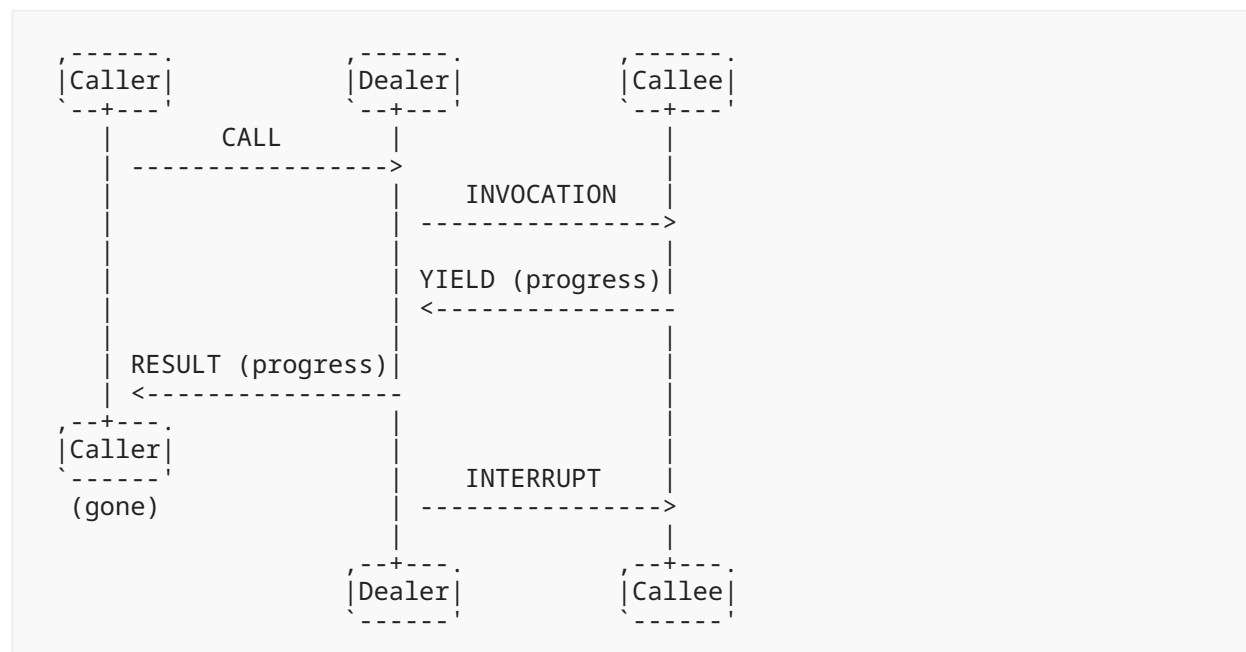 Caller Dealer Callee
CALL
INVOCATION
YIELD (progress)
RESULT (progress)
Caller
INTERRUPT
(gone)
Dealer Callee